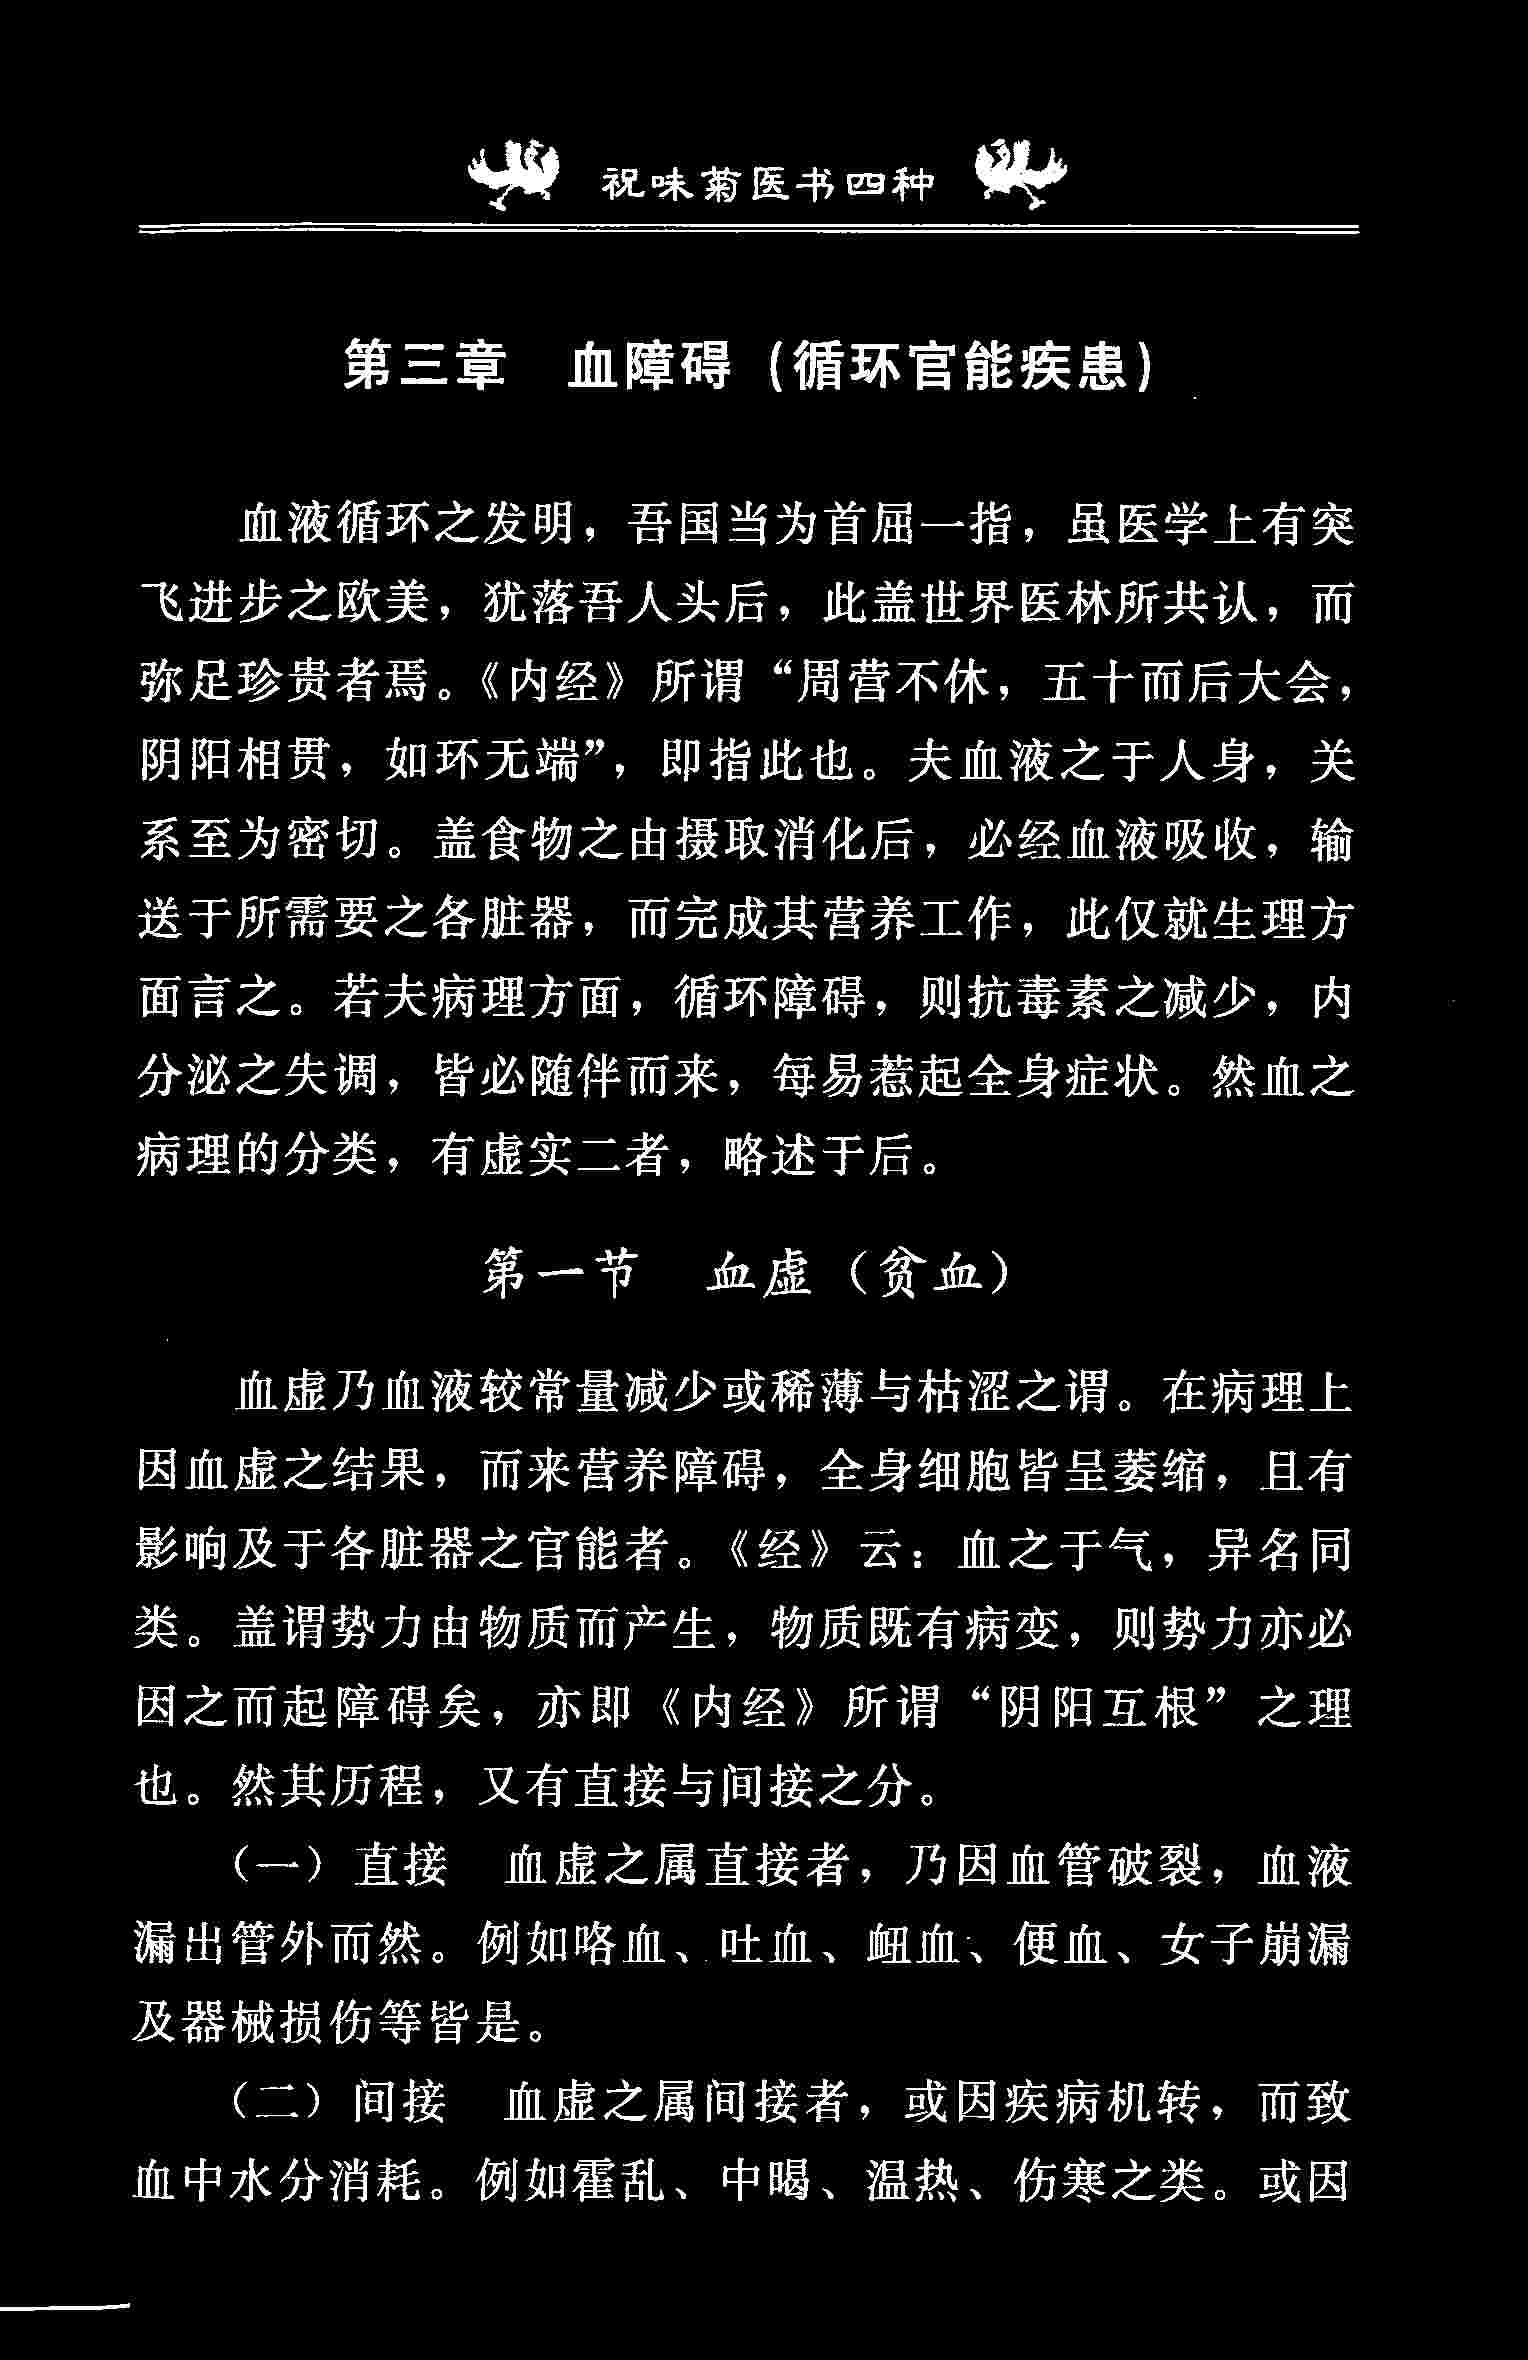 祝味菊医书四种
第三章　血障碍（循环官能疾患）
血液循环之发明，吾国当为首屈一指，虽医学上有突
飞进步之欧美，犹落吾人头后，此盖世界医林所共认，而
弥足珍贵者焉。《内经》所谓“周营不休，五十而后大会，
阴阳相贯，如环无端”，即指此也。夫血液之于人身，关
系至为密切。盖食物之由摄取消化后，必经血液吸收，输
送于所需要之各脏器，而完成其营养工作，此仅就生理方
面言之。若夫病理方面，循环障碍，则抗毒素之减少，内
分泌之失调，皆必随伴而来，每易惹起全身症状。然血之
病理的分类，有虚实二者，略述于后。
第一节　血虚（贫血）
血虚乃血液较常量减少或稀薄与枯涩之谓。在病理上
因血虚之结果，而来营养障碍，全身细胞皆呈萎缩，且有
影响及于各脏器之官能者。《经》云：血之于气，异名同
类。盖谓势力由物质而产生，物质既有病变，则势力亦必
因之而起障碍矣，亦即《内经》所谓“阴阳互根”之理
也。然其历程，又有直接与间接之分。
（一）直接　血虚之属直接者，乃因血管破裂，血液
漏出管外而然。例如咯血、吐血、衄血、便血、女子崩漏
及器械损伤等皆是。
（二）间接　血虚之属间接者，或因疾病机转，而致
血中水分消耗。例如霍乱、中暍、温热、伤寒之类。或因